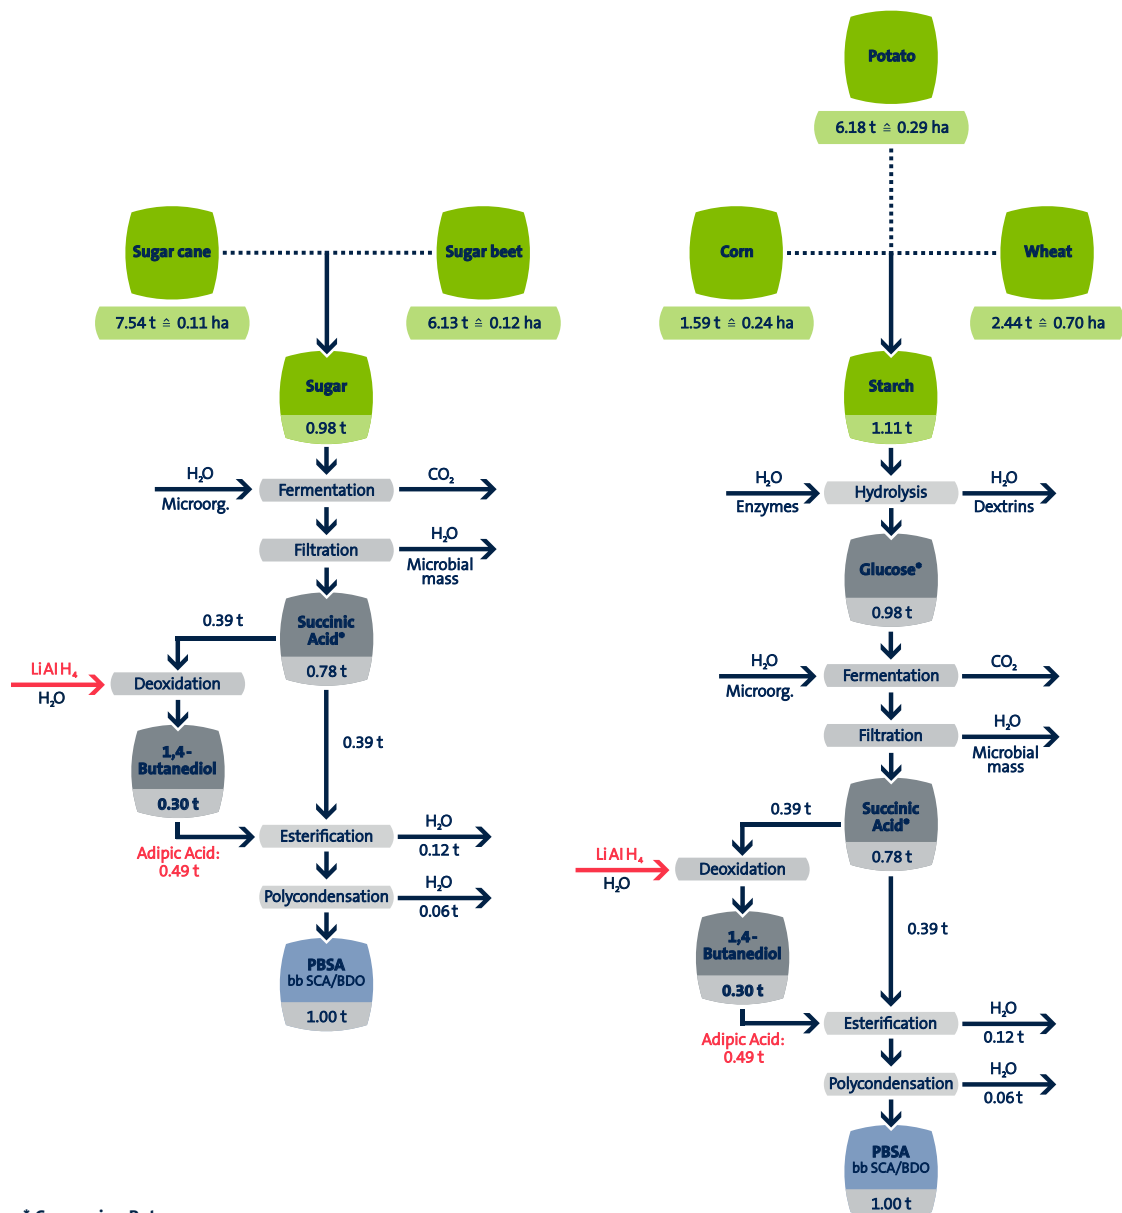 Potato
6.18 t ≙ 0.29 ha
Sugar cane
Sugar beet
Corn
Wheat
7.54 t ≙ 0.11 ha
6.13 t ≙ 0.12 ha
1.59 t ≙ 0.24 ha
2.44 t ≙ 0.70 ha
Sugar
0.98 t
H₂O
Microorg.
Fermentation
CO₂
Filtration
H₂O
Microbial
mass
0.39 t
Succinic
Acid*
0.78 t
LiAlH₄
H₂O
Deoxidation
1,4-
Butanediol
0.30 t
0.39 t
Adipic Acid:
0.49 t
Esterification
H₂O
0.12 t
Polycondensation
H₂O
0.06 t
PBSA
bb SCA/BDO
1.00 t
Starch
1.11 t
H₂O
Enzymes
Hydrolysis
H₂O
Dextrins
Glucose*
0.98 t
H₂O
Microorg.
Fermentation
CO₂
Filtration
H₂O
Microbial
mass
0.39 t
Succinic
Acid*
0.78 t
LiAlH₄
H₂O
Deoxidation
1,4-
Butanediol
0.30 t
0.39 t
Adipic Acid:
0.49 t
Esterification
H₂O
0.12 t
Polycondensation
H₂O
0.06 t
PBSA
bb SCA/BDO
1.00 t